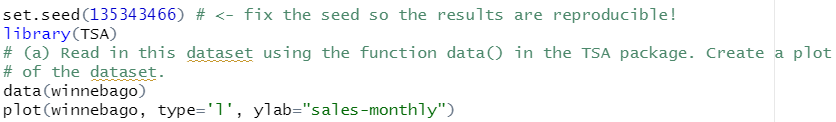 set.seed(135343466) # <- fix the seed so the results are reproducible!
library(TSA)
# (a) Read in this dataset using the function data() in the TSA package. Create a plot
# of the dataset.
data(winnebago)
plot(winnebago, type='l', ylab="sales-monthly")